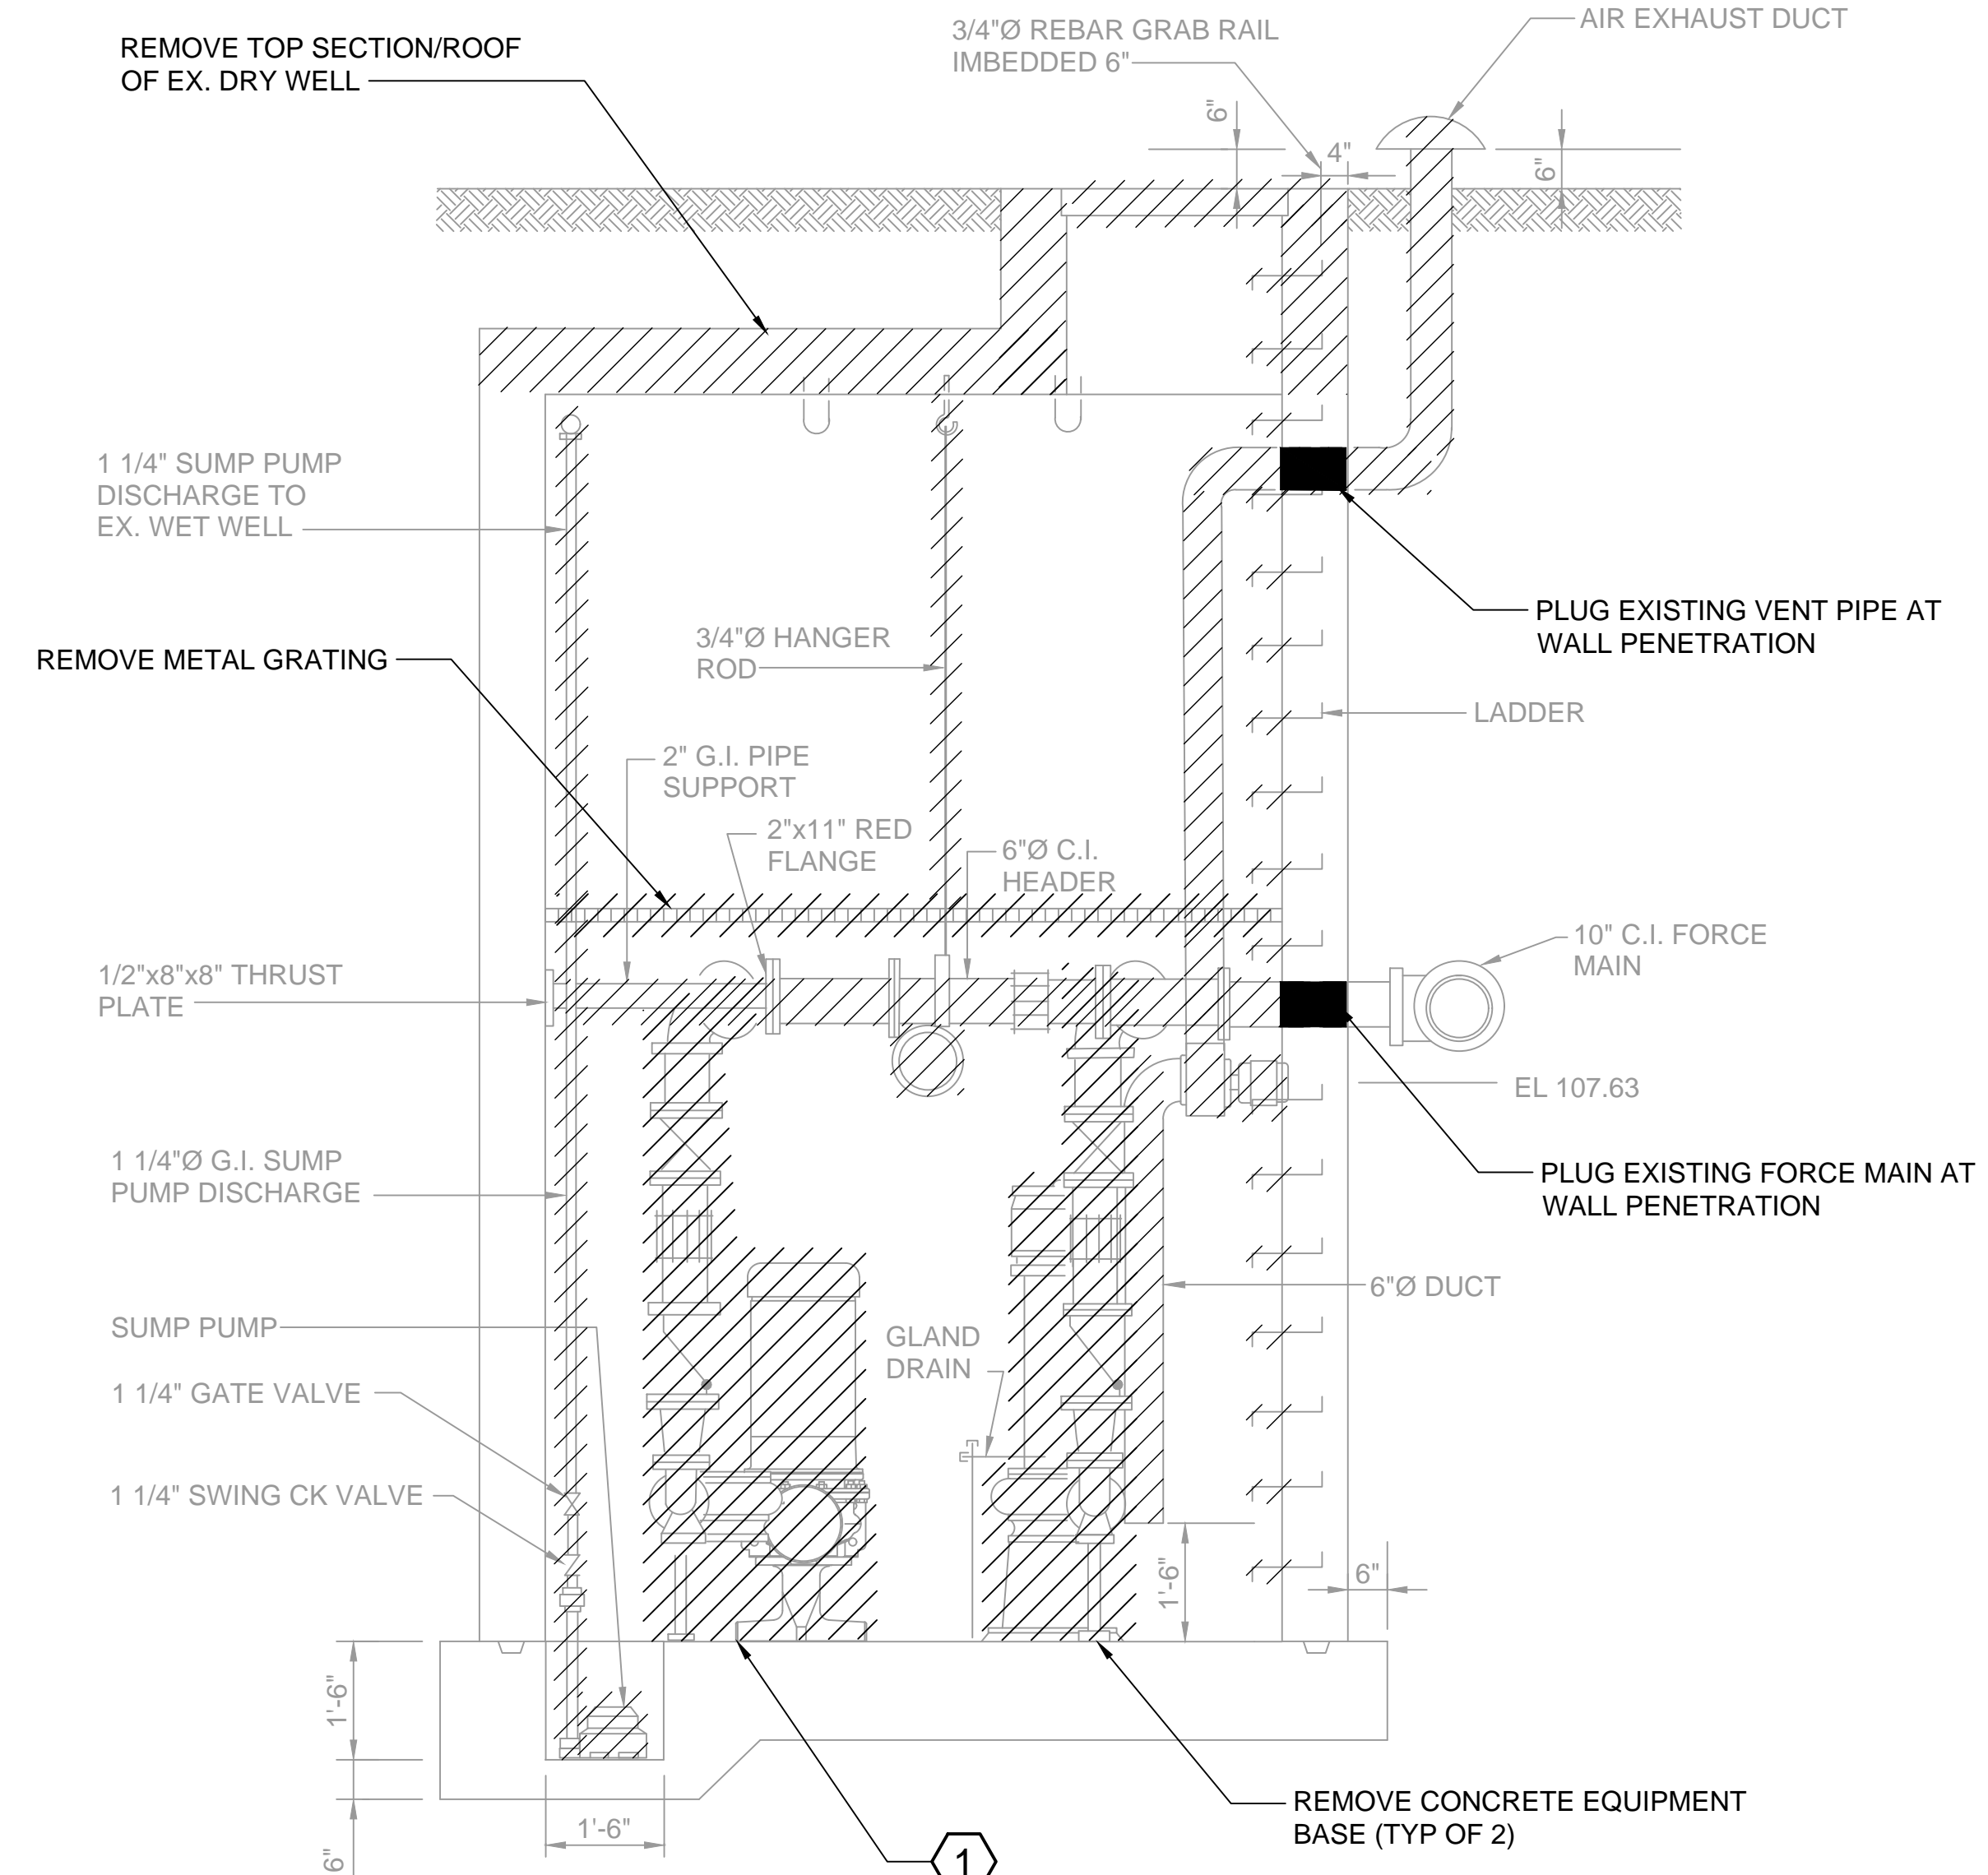 REMOVE TOP SECTION/ROOF
OF EX. DRY WELL
3/4"Ø REBAR GRAB RAIL
IMBEDDED 6"
AIR EXHAUST DUCT
6"
4"
6"
1 1/4" SUMP PUMP
DISCHARGE TO
EX. WET WELL
PLUG EXISTING VENT PIPE AT
WALL PENETRATION
REMOVE METAL GRATING
3/4"Ø HANGER
ROD
LADDER
2" G.I. PIPE
SUPPORT
2"x11" RED
FLANGE
6"Ø C.I.
HEADER
10" C.I. FORCE
MAIN
1/2"x8"x8" THRUST
PLATE
EL 107.63
1 1/4"Ø G.I. SUMP
PUMP DISCHARGE
PLUG EXISTING FORCE MAIN AT
WALL PENETRATION
6"Ø DUCT
SUMP PUMP
GLAND
DRAIN
1 1/4" GATE VALVE
1 1/4" SWING CK VALVE
1'-6"
6"
1'-6"
1'-6"
6"
REMOVE CONCRETE EQUIPMENT
BASE (TYP OF 2)
1